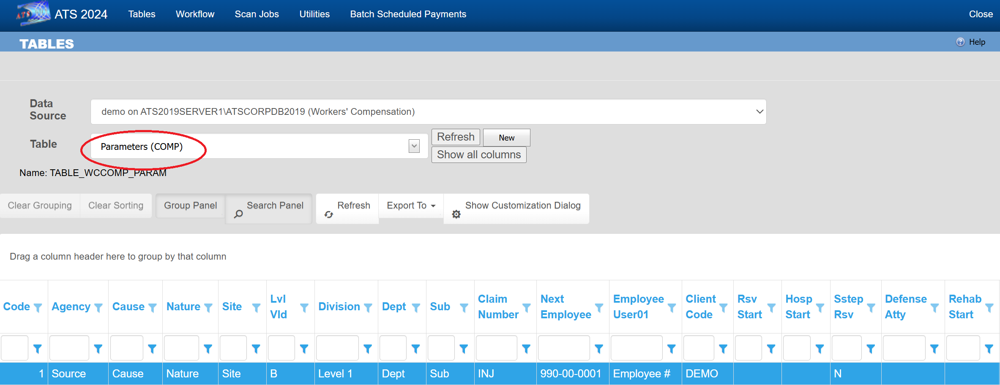 ATS ATS 2024 Tables Workflow Scan Jobs Utilities Batch Scheduled Payments Close
TABLES Help
Data Source demo on ATS2019SERVER1\ATSCORPDB2019 (Workers' Compensation)
Table Parameters (COMP) Refresh New
Show all columns
Name: TABLE_WCCOMP_PARAM
Clear Grouping Clear Sorting Group Panel Search Panel Refresh Export To Show Customization Dialog
Drag a column header here to group by that column
Code Agency Cause Nature Site Lvl Vld Division Dept Sub Claim Number Next Employee Employee User01 Client Code Rsv Start Hosp Start Sstep Rsv Defense Atty Rehab Start
1 Source Cause Nature Site B Level 1 Dept Sub INJ 990-00-0001 Employee # DEMO N